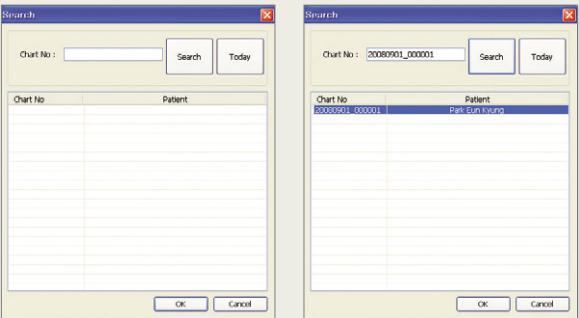 Search
Chart No :
Search
Today
Chart No Patient
OK
Cancel
Search
Chart No : 20080901_000001
Search
Today
Chart No Patient
20080901_000001 Park Eun Kyung
OK
Cancel